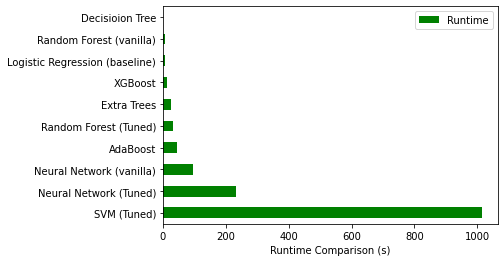 Decisioion Tree
Random Forest (vanilla)
Logistic Regression (baseline)
XGBoost
Extra Trees
Random Forest (Tuned)
AdaBoost
Neural Network (vanilla)
Neural Network (Tuned)
SVM (Tuned)
Runtime
0 200 400 600 800 1000
Runtime Comparison (s)